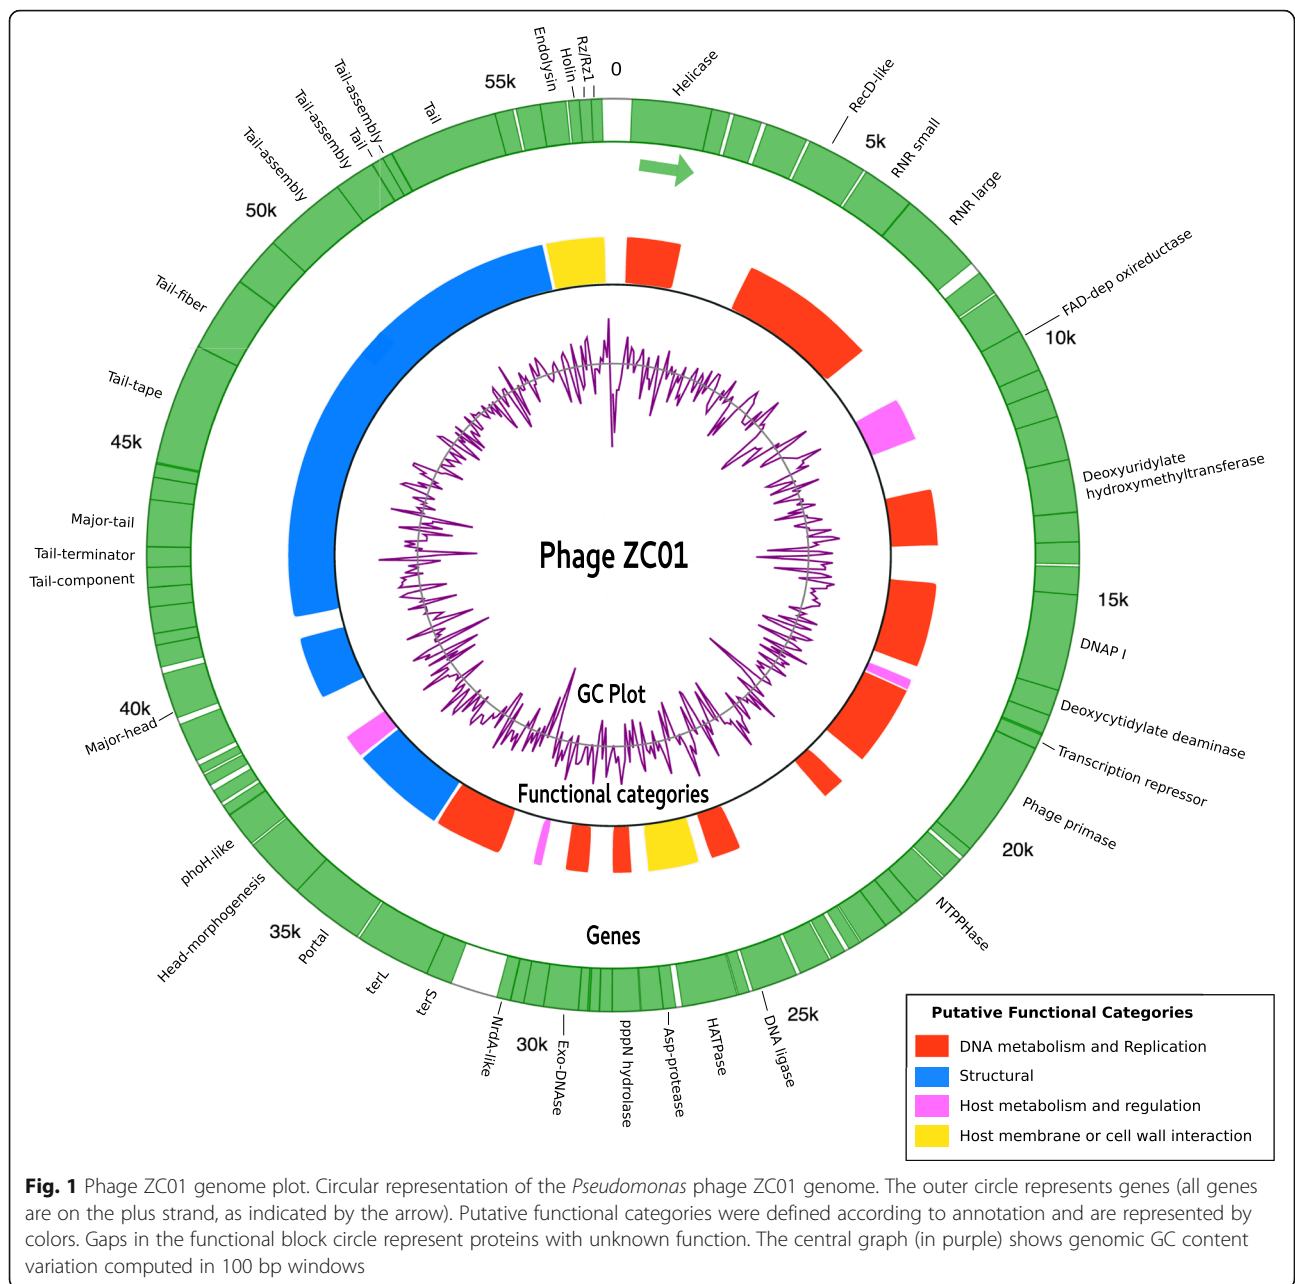 0
Helicase
RecD-like
5k
RNR small
RNR large
FAD-dep oxireductase
10k
Deoxyuridylate
hydroxymethyltransferase
15k
DNAP I
Deoxycytidylate deaminase
Transcription repressor
Phage primase
20k
NTPPHase
25k
DNA ligase
HATPase
Asp-protease
pppN hydrolase
Exo-DNAse
30k
NrdA-like
terS
terL
Portal
35k
Head-morphogenesis
phoH-like
Major-head
40k
Tail-component
Tail-terminator
Major-tail
45k
Tail-tape
Tail-fiber
50k
Tail-assembly
Tail-assembly
Tail
Tail-assembly
Tail
55k
Endolysin
Holin
Rz/Rz1
Phage ZC01
GC Plot
Functional categories
Genes
Putative Functional Categories
DNA metabolism and Replication
Structural
Host metabolism and regulation
Host membrane or cell wall interaction
Fig. 1 Phage ZC01 genome plot. Circular representation of the Pseudomonas phage ZC01 genome. The outer circle represents genes (all genes
are on the plus strand, as indicated by the arrow). Putative functional categories were defined according to annotation and are represented by
colors. Gaps in the functional block circle represent proteins with unknown function. The central graph (in purple) shows genomic GC content
variation computed in 100 bp windows